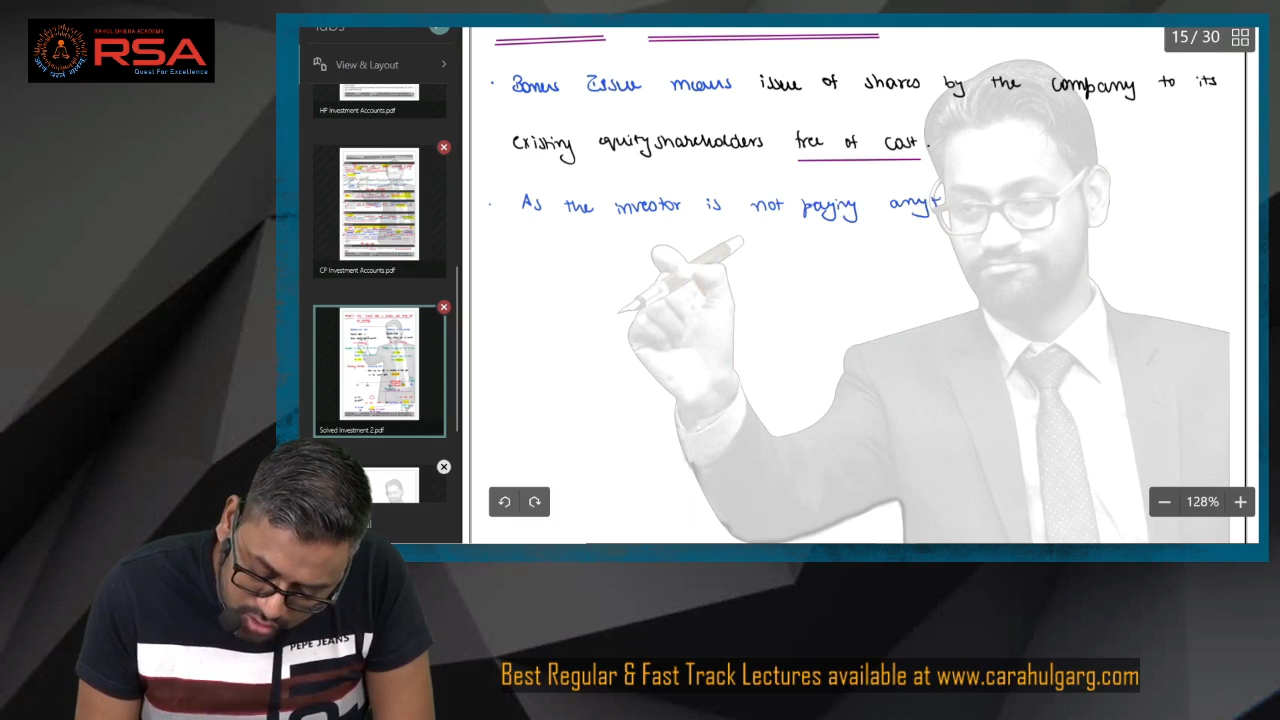 RAHUL SHIKHA ACADEMY
RSA
Quest For Excellence
View & Layout
HP Investment Accounts.pdf
CP Investment Accounts.pdf
Solved Investment 2.pdf
15 / 30
· Bonus Issue means issue of shares by the company to its
existing equity shareholders free of cost.
· As the investor is not paying anyt
128%
PEPE JEANS
Best Regular & Fast Track Lectures available at www.carahulgarg.com